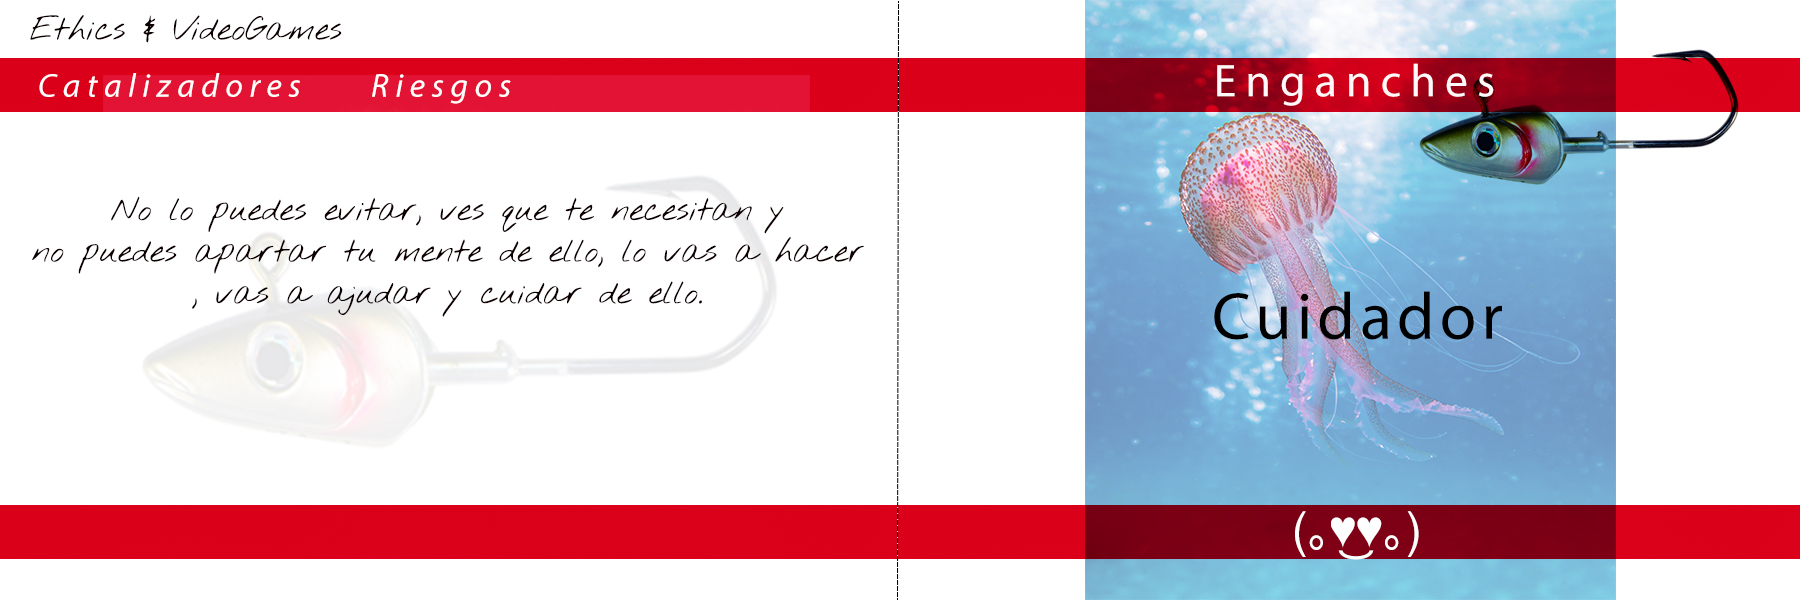 Ethics & VideoGames
Catalizadores Riesgos
No lo puedes evitar, ves que te necesitan y
no puedes apartar tu mente de ello, lo vas a hacer
, vas a ajudar y cuidar de ello.
Enganches
Cuidador
(｡♥‿♥｡)